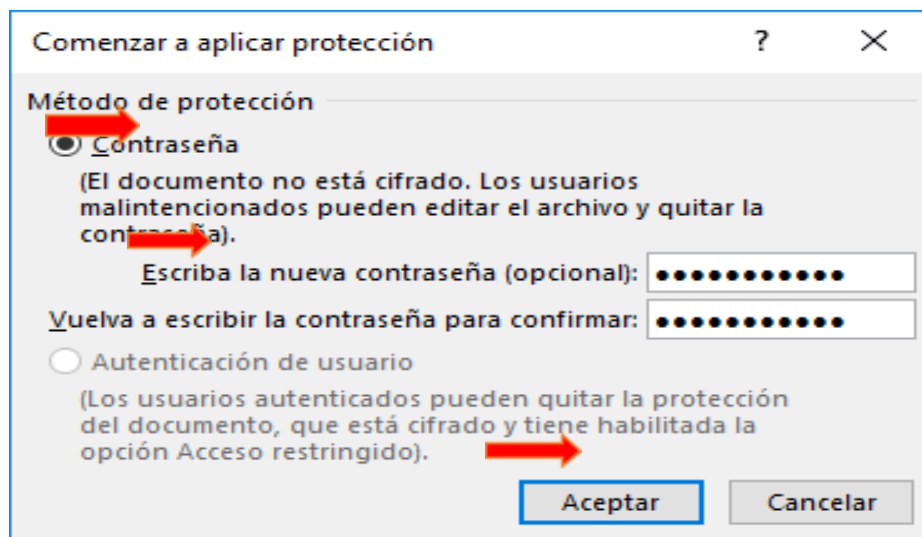 Comenzar a aplicar protección ?
Método de protección
Contraseña
(El documento no está cifrado. Los usuarios
malintencionados pueden editar el archivo y quitar la
contraseña).
Escriba la nueva contraseña (opcional): ●●●●●●●●●●●
Vuelva a escribir la contraseña para confirmar: ●●●●●●●●●●●
Autenticación de usuario
(Los usuarios autenticados pueden quitar la protección
del documento, que está cifrado y tiene habilitada la
opción Acceso restringido).
Aceptar Cancelar